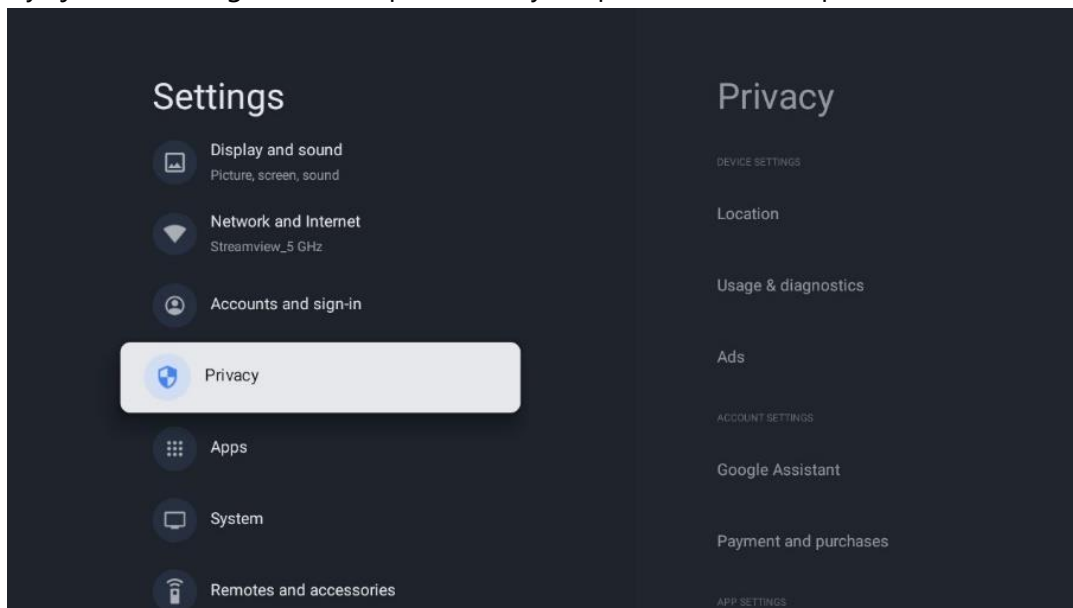 Settings
Display and sound
Picture, screen, sound
Network and Internet
Streamview_5 GHz
Accounts and sign-in
Privacy
Apps
System
Remotes and accessories
Privacy
DEVICE SETTINGS
Location
Usage & diagnostics
Ads
ACCOUNT SETTINGS
Google Assistant
Payment and purchases
APP SETTINGS